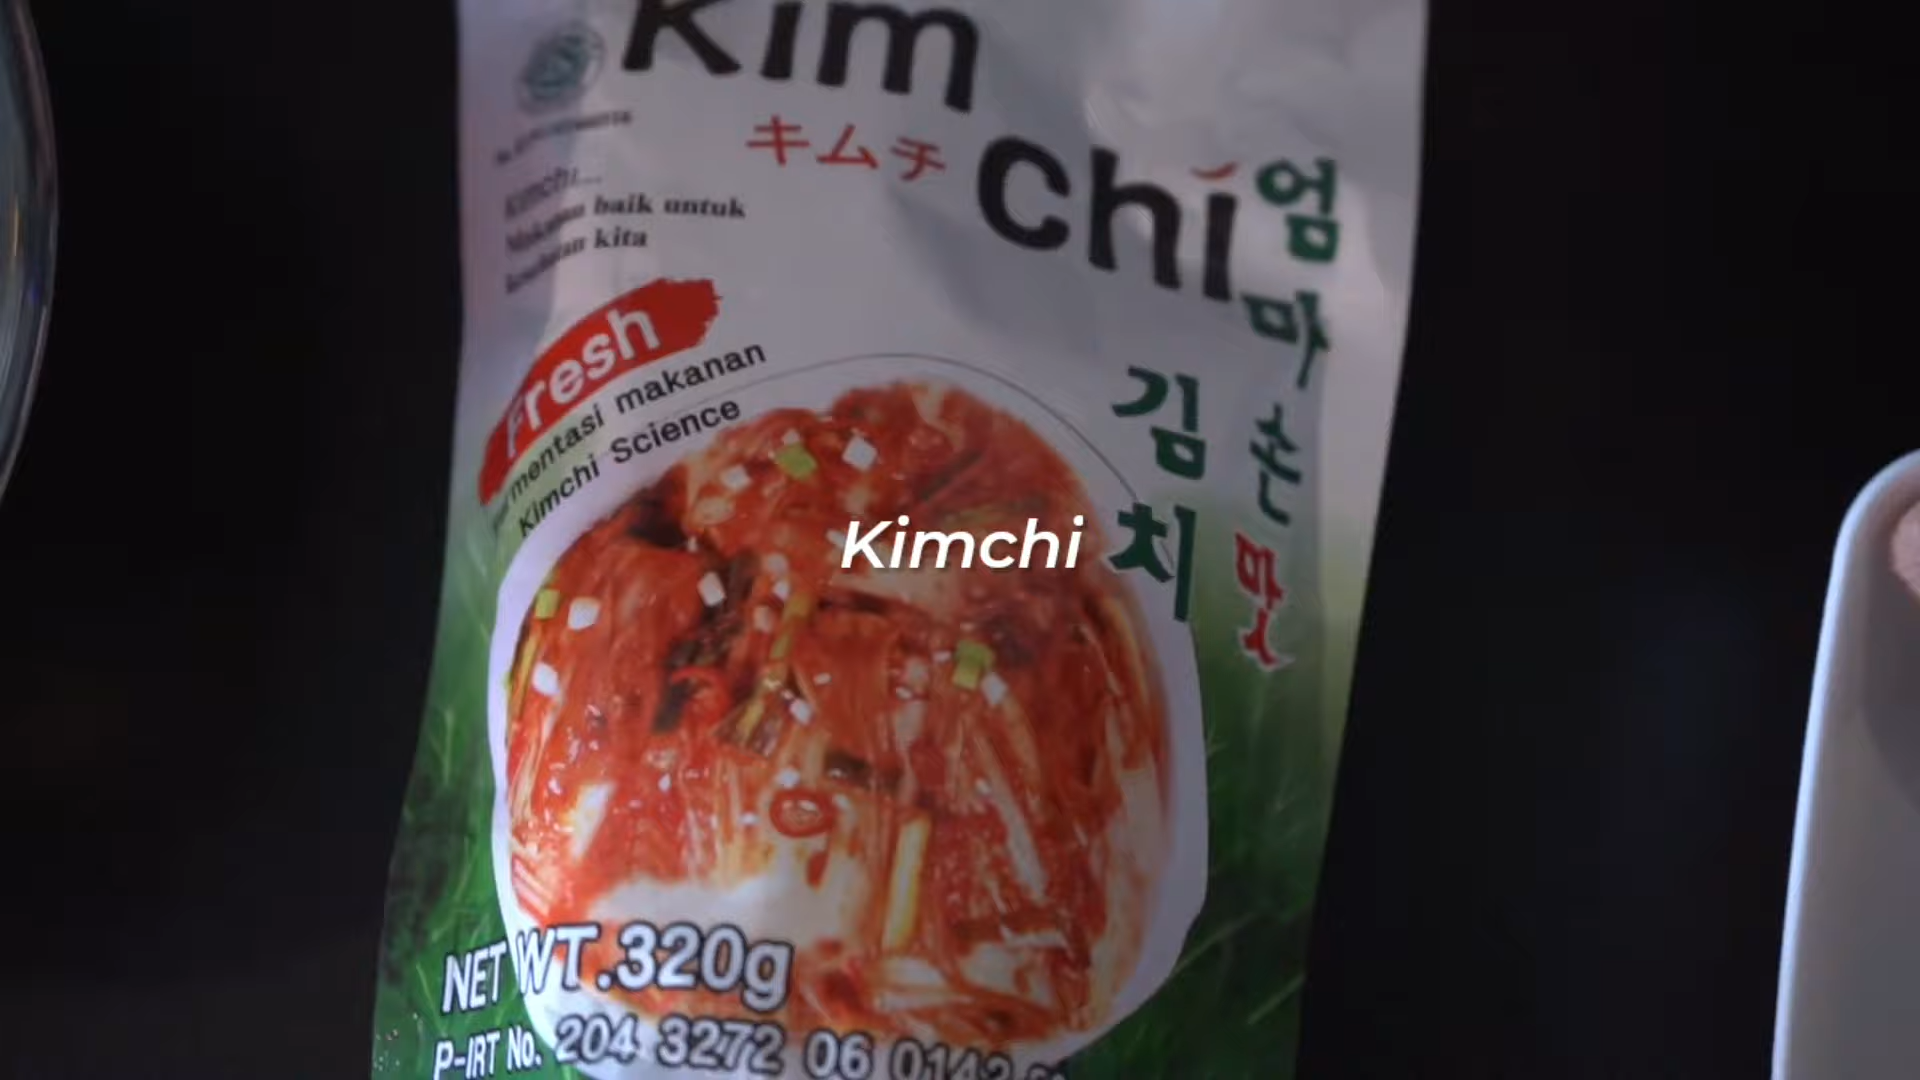 Kim
chi
キムチ
엄마손맛
김치
Kimchi...
Makanan baik untuk
kesehatan kita
Fresh
fermentasi makanan
Kimchi Science
Kimchi
NET WT.320g
P-IRT No. 204 3272 06 0142